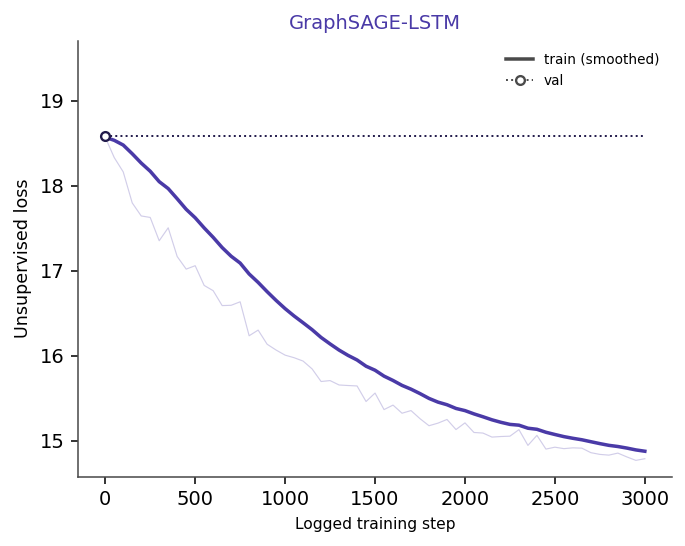 GraphSAGE-LSTM
train (smoothed)
val
Unsupervised loss
19
18
17
16
15
0 500 1000 1500 2000 2500 3000
Logged training step